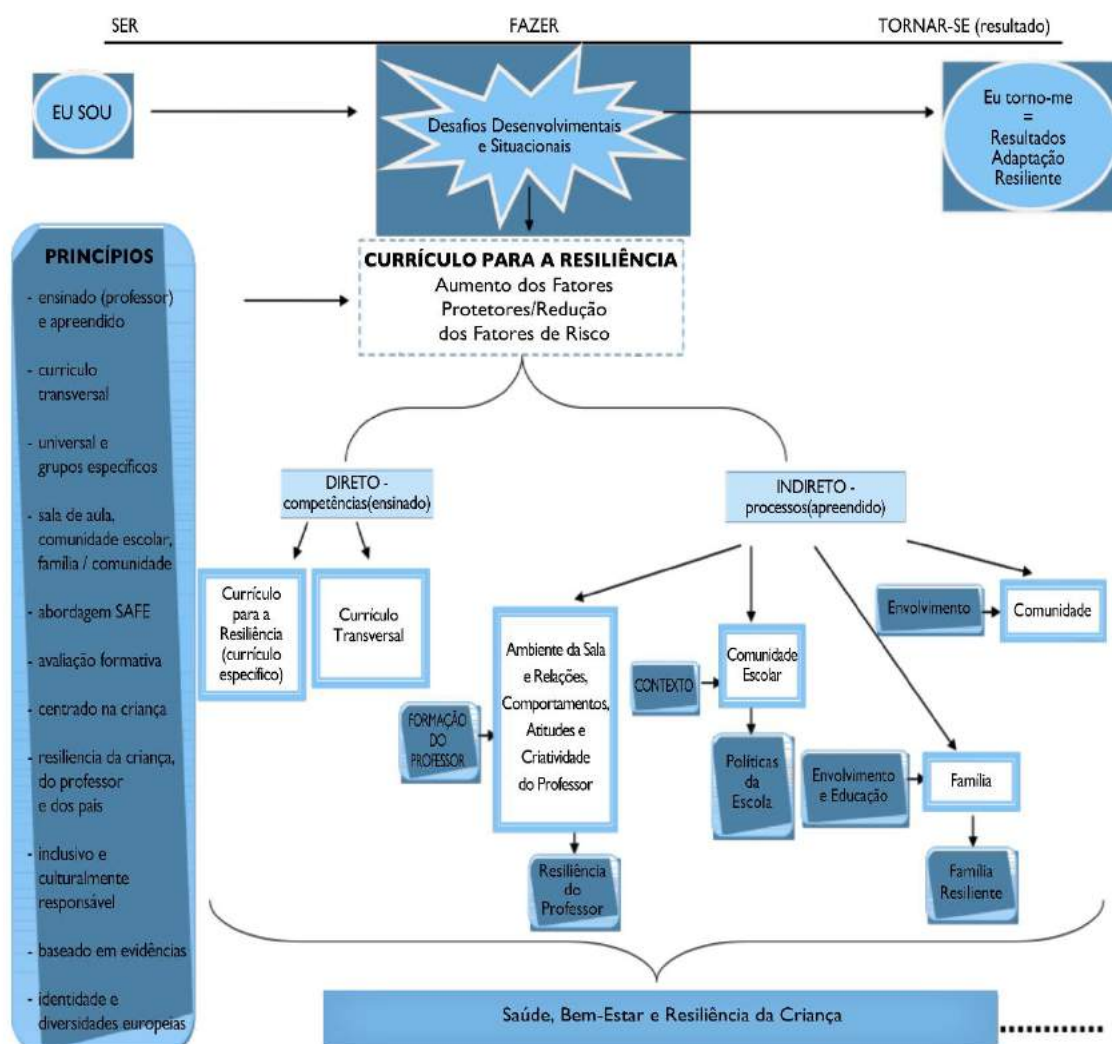 SER
FAZER
TORNAR-SE (resultado)
EU SOU
Desafios Desenvolvimentais
e Situacionais
Eu torno-me
=
Resultados
Adaptação
Resiliente
PRINCÍPIOS
- ensinado (professor)
e apreendido
- curriculo
transversal
- universal e
grupos específicos
- sala de aula,
comunidade escolar,
família / comunidade
- abordagem SAFE
- avaliação formativa
- centrado na criança
- resiliencia da criança,
do professor
e dos pais
- inclusivo e
culturalmente
responsável
- baseado em evidências
- identidade e
diversidades europeias
CURRÍCULO PARA A RESILIÊNCIA
Aumento dos Fatores
Protetores/Redução
dos Fatores de Risco
DIRETO -
competências(ensinado)
INDIRETO -
processos(apreendido)
Currículo
para a
Resiliência
(currículo
específico)
Currículo
Transversal
FORMAÇÃO
DO
PROFESSOR
Ambiente da Sala
e Relações,
Comportamentos,
Atitudes e
Criatividade
do Professor
Resiliência
do
Professor
CONTEXTO
Comunidade
Escolar
Políticas
da
Escola
Envolvimento
Comunidade
Envolvimento
e Educação
Família
Família
Resiliente
Saúde, Bem-Estar e Resiliência da Criança